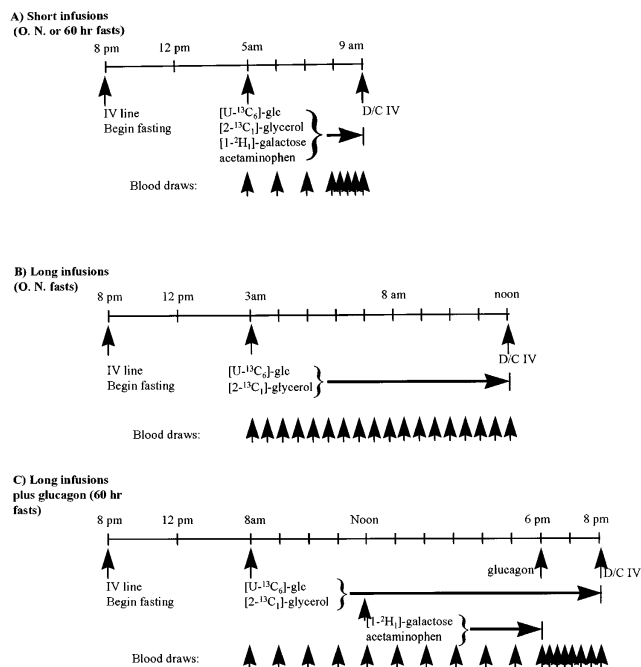 A) Short infusions
(O. N. or 60 hr fasts)
8 pm 12 pm 5am 9 am
IV line
Begin fasting
[U-¹³C₆]-glc
[2-¹³C₁]-glycerol
[1-²H₁]-galactose
acetaminophen
D/C IV
Blood draws:
B) Long infusions
(O. N. fasts)
8 pm 12 pm 3am 8 am noon
IV line
Begin fasting
[U-¹³C₆]-glc
[2-¹³C₁]-glycerol
D/C IV
Blood draws:
C) Long infusions
plus glucagon (60 hr
fasts)
8 pm 12 pm 8am Noon 6 pm 8 pm
IV line
Begin fasting
[U-¹³C₆]-glc
[2-¹³C₁]-glycerol
glucagon
D/C IV
[1-²H₁]-galactose
acetaminophen
Blood draws: